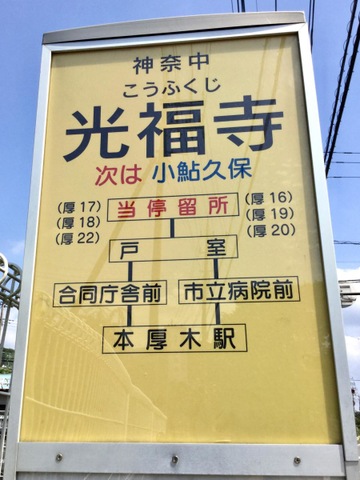 神奈中
こうふくじ
光福寺
次は 小鮎久保
(厚17) 当停留所 (厚16)
(厚18) (厚19)
(厚22) (厚20)
戸室
合同庁舎前 市立病院前
本厚木駅